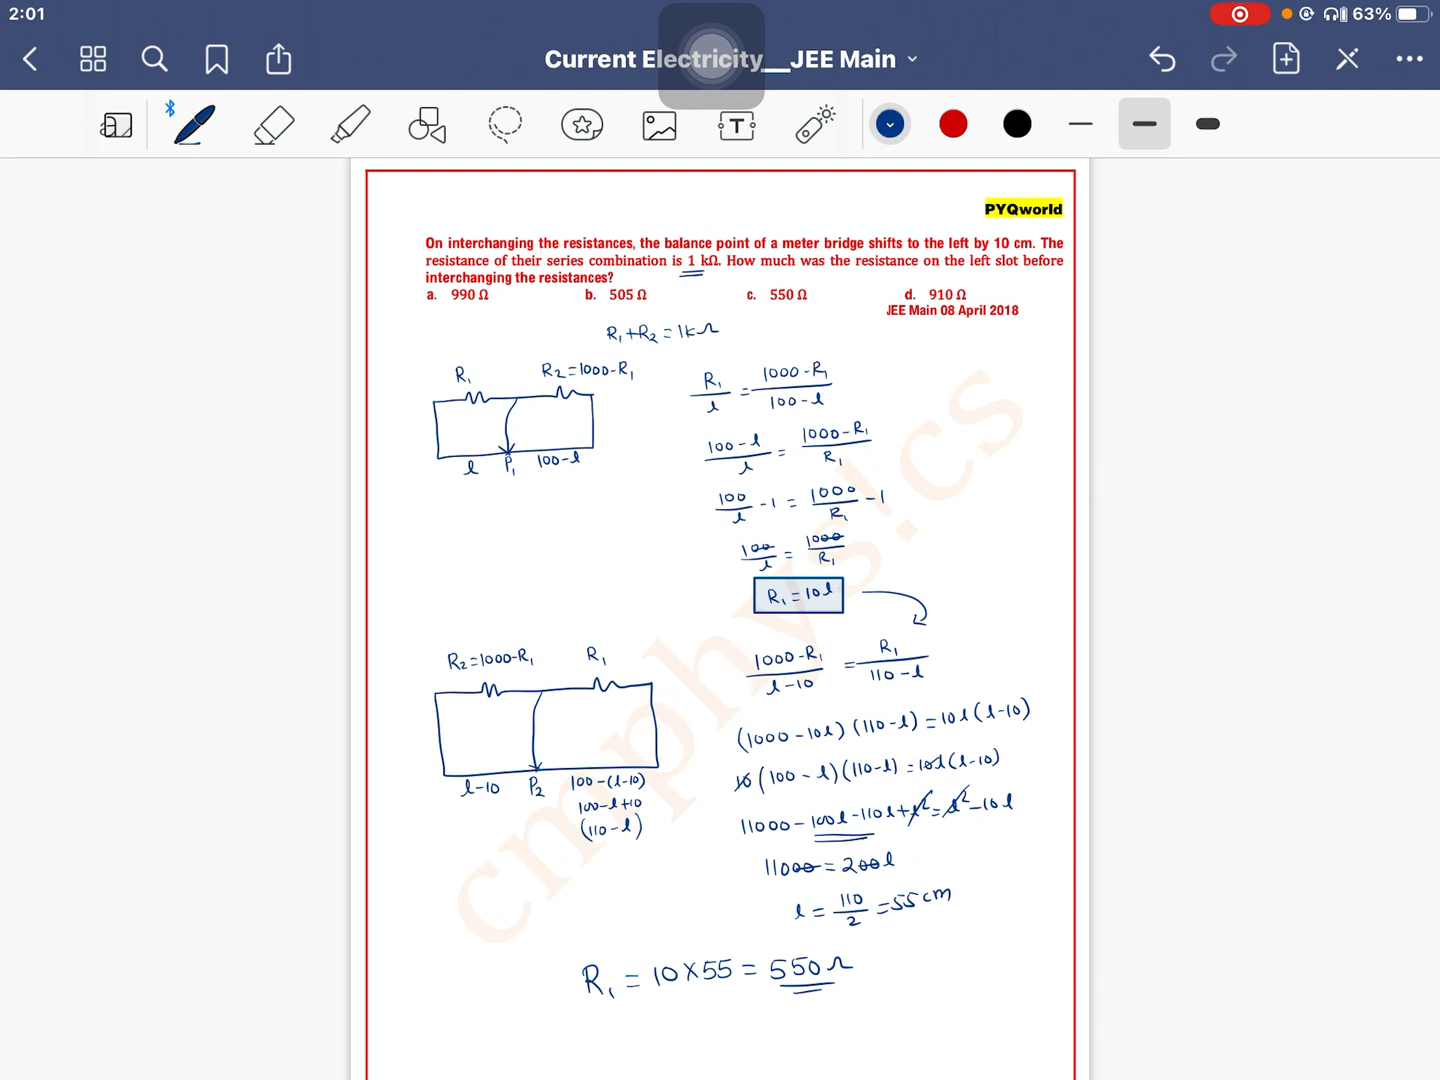 2:01
63%
Current Electricity__JEE Main
T
PYQworld
On interchanging the resistances, the balance point of a meter bridge shifts to the left by 10 cm. The
resistance of their series combination is 1 kΩ. How much was the resistance on the left slot before
interchanging the resistances?
a. 990 Ω b. 505 Ω c. 550 Ω d. 910 Ω
JEE Main 08 April 2018
R₁+R₂ = 1kΩ
R₁ R₂=1000-R₁
l P₁ 100-l
R₁/l = (1000-R₁)/(100-l)
(100-l)/l = (1000-R₁)/R₁
100/l -1 = 1000/R₁ -1
100/l = 1000/R₁
R₁ = 10l
R₂=1000-R₁ R₁
l-10 P₂ 100-(l-10)
100-l+10
(110-l)
(1000-R₁)/(l-10) = R₁/(110-l)
(1000-10l)(110-l)=10l(l-10)
10(100-l)(110-l)=10l(l-10)
11000-100l-110l+l²=l²-10l
11000=200l
l = 110/2 =55cm
R₁ = 10×55 = 550Ω
cmphys!cs